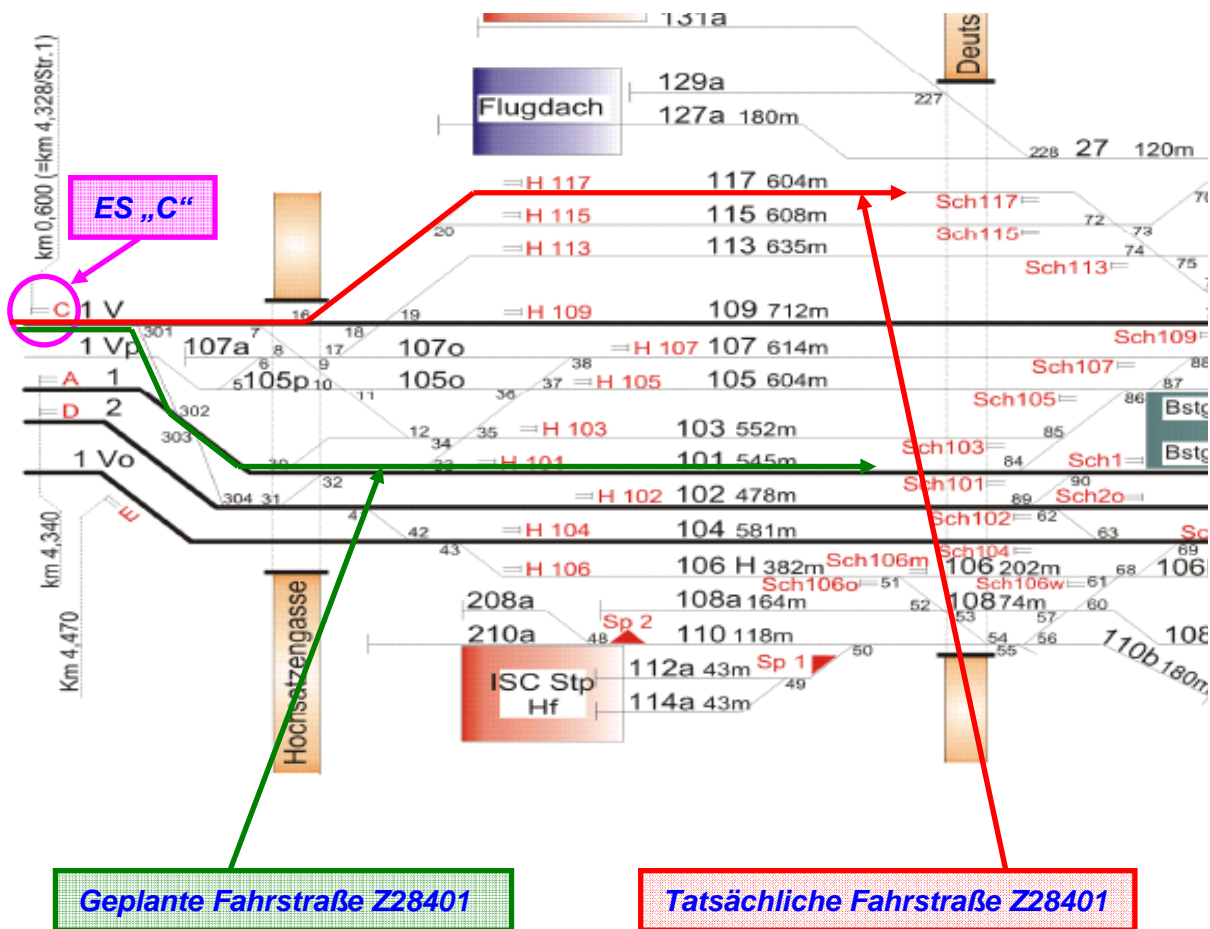 131a
Deuts
129a
227
Flugdach
127a 180m
228 27 120m
km 0,600 (=km 4,328/Str.1)
ES „C“
H 117 117 604m
Sch117
70
H 115 115 608m
20
Sch115
72 73
H 113 113 635m
74
Sch113
75
C 1 V
16
19
H 109 109 712m
301
7
18
Sch109
1 Vp
107a
8
17
107o
H 107 107 614m
6
9
38
Sch107
88
A 1
5
105p
10
105o
37
H 105 105 604m
87
11
36
Sch105
86
Bstg
D 2
302
303
12
35
H 103 103 552m
85
34
Sch103
Bstg
1 Vo
H 101 101 545m
84
Sch1
32
Sch101
90
304 31
H 102 102 478m
89
Sch2o
E
4
Sch102
62
42
H 104 104 581m
63
Sc
km 4,340
43
Sch104
69
H 106 106 H 382m
Sch106m
106 202m
68
106
Sch106o
51
Sch106w
61
208a
108a 164m
52
108 74m
60
Km 4,470
Sp 2
53
57
210a
48
110 118m
54
56
108
50
55
110b 180m
ISC Stp
Hf
112a 43m
Sp 1
49
114a 43m
Hochsatzengasse
Geplante Fahrstraße Z28401
Tatsächliche Fahrstraße Z28401